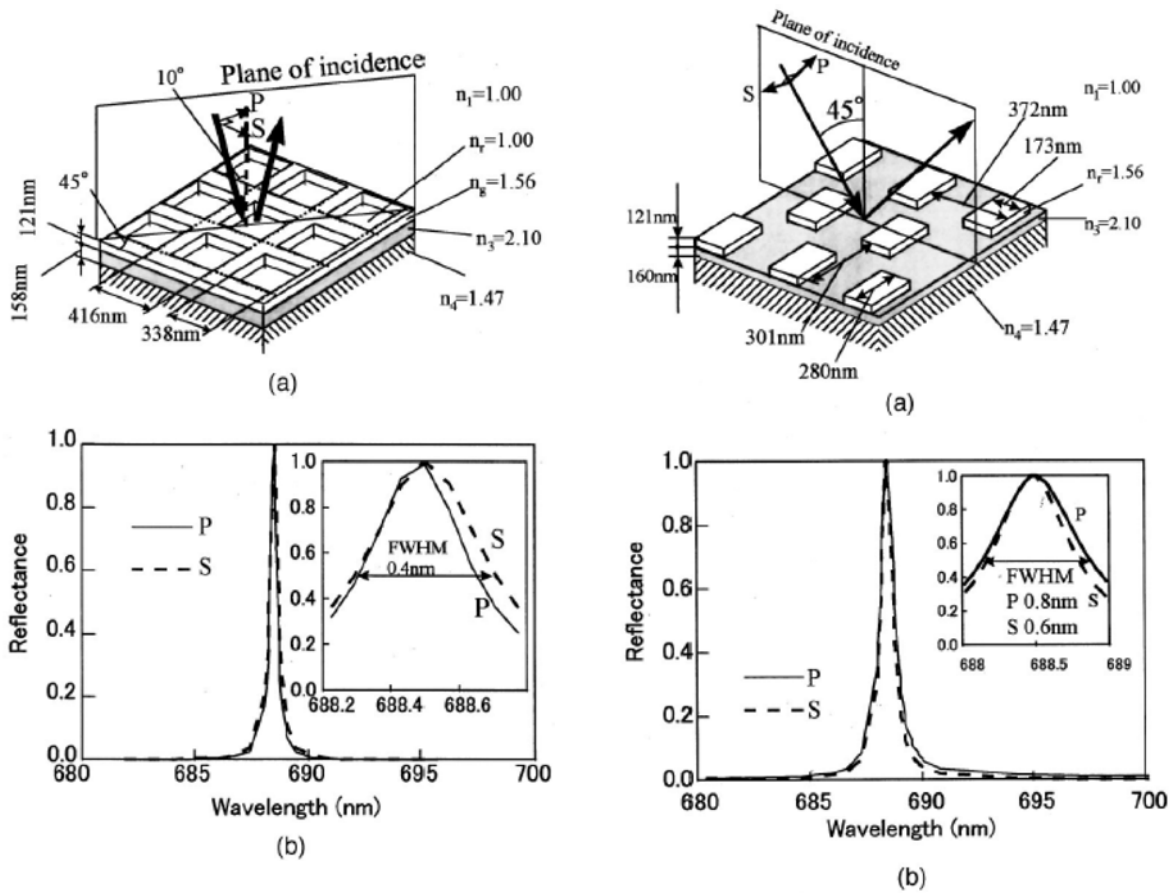 Plane of incidence
10°
P
S
n1=1.00
nr=1.00
ng=1.56
n3=2.10
n4=1.47
45°
121nm
158nm
416nm
338nm
(a)
Plane of incidence
P
S
45°
n1=1.00
372nm
173nm
nr=1.56
n3=2.10
121nm
160nm
n4=1.47
301nm
280nm
(a)
Reflectance
1.0
0.8
0.6
0.4
0.2
0.0
P
S
1.0
0.8
0.6
0.4
0.2
0.0
FWHM
0.4nm
S
P
688.2 688.4 688.6
680 685 690 695 700
Wavelength (nm)
(b)
Reflectance
1.0
0.8
0.6
0.4
0.2
0.0
P
S
1.0
0.8
0.6
0.4
0.2
0.0
P
FWHM
P 0.8nm
S 0.6nm
S
688 688.5 689
680 685 690 695 700
Wavelength (nm)
(b)